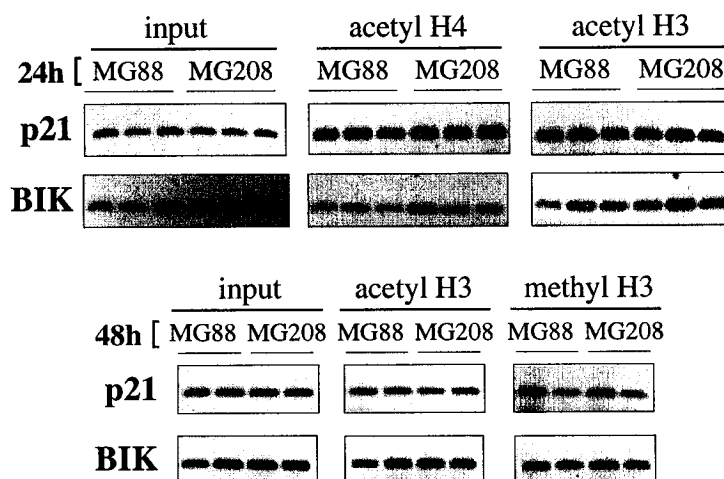 input acetyl H4 acetyl H3
24h [ MG88 MG208 MG88 MG208 MG88 MG208
p21
BIK
input acetyl H3 methyl H3
48h [ MG88 MG208 MG88 MG208 MG88 MG208
p21
BIK